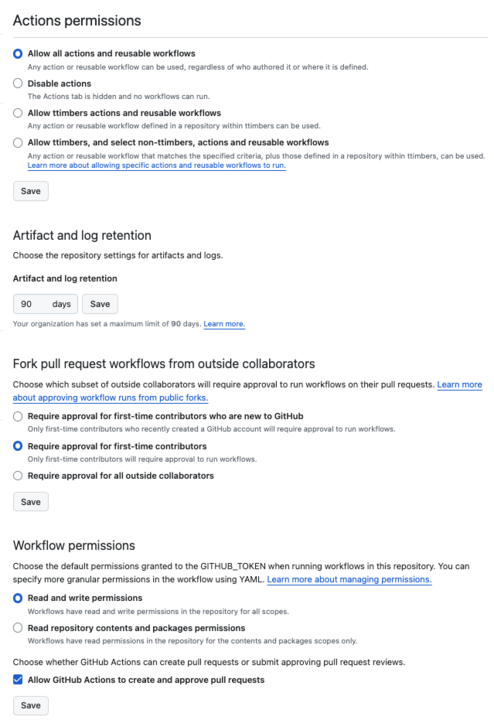 Actions permissions
Allow all actions and reusable workflows
Any action or reusable workflow can be used, regardless of who authored it or where it is defined.
Disable actions
The Actions tab is hidden and no workflows can run.
Allow ttimbers actions and reusable workflows
Any action or reusable workflow defined in a repository within ttimbers can be used.
Allow ttimbers, and select non-ttimbers, actions and reusable workflows
Any action or reusable workflow that matches the specified criteria, plus those defined in a repository within ttimbers, can be used.
Learn more about allowing specific actions and reusable workflows to run.
Save
Artifact and log retention
Choose the repository settings for artifacts and logs.
Artifact and log retention
90 days Save
Your organization has set a maximum limit of 90 days. Learn more.
Fork pull request workflows from outside collaborators
Choose which subset of outside collaborators will require approval to run workflows on their pull requests. Learn more
about approving workflow runs from public forks.
Require approval for first-time contributors who are new to GitHub
Only first-time contributors who recently created a GitHub account will require approval to run workflows.
Require approval for first-time contributors
Only first-time contributors will require approval to run workflows.
Require approval for all outside collaborators
Save
Workflow permissions
Choose the default permissions granted to the GITHUB_TOKEN when running workflows in this repository. You can
specify more granular permissions in the workflow using YAML. Learn more about managing permissions.
Read and write permissions
Workflows have read and write permissions in the repository for all scopes.
Read repository contents and packages permissions
Workflows have read permissions in the repository for the contents and packages scopes only.
Choose whether GitHub Actions can create pull requests or submit approving pull request reviews.
Allow GitHub Actions to create and approve pull requests
Save